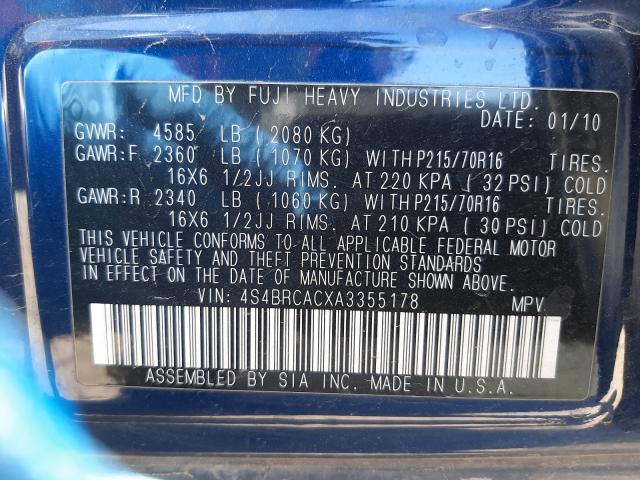 MFD BY FUJI HEAVY INDUSTRIES LTD.
DATE: 01/10
GVWR: 4585 LB ( 2080 KG)
GAWR:F 2360 LB ( 1070 KG) WITH P215/70R16 TIRES.
16X6 1/2JJ RIMS. AT 220 KPA ( 32 PSI) COLD
GAWR:R 2340 LB ( 1060 KG) WITH P215/70R16 TIRES.
16X6 1/2JJ RIMS. AT 210 KPA ( 30 PSI) COLD
THIS VEHICLE CONFORMS TO ALL APPLICABLE FEDERAL MOTOR
VEHICLE SAFETY AND THEFT PREVENTION STANDARDS
IN EFFECT ON THE DATE OF MANUFACTURE SHOWN ABOVE.
VIN: 4S4BRCACXA3355178 MPV
ASSEMBLED BY SIA INC. MADE IN U.S.A.